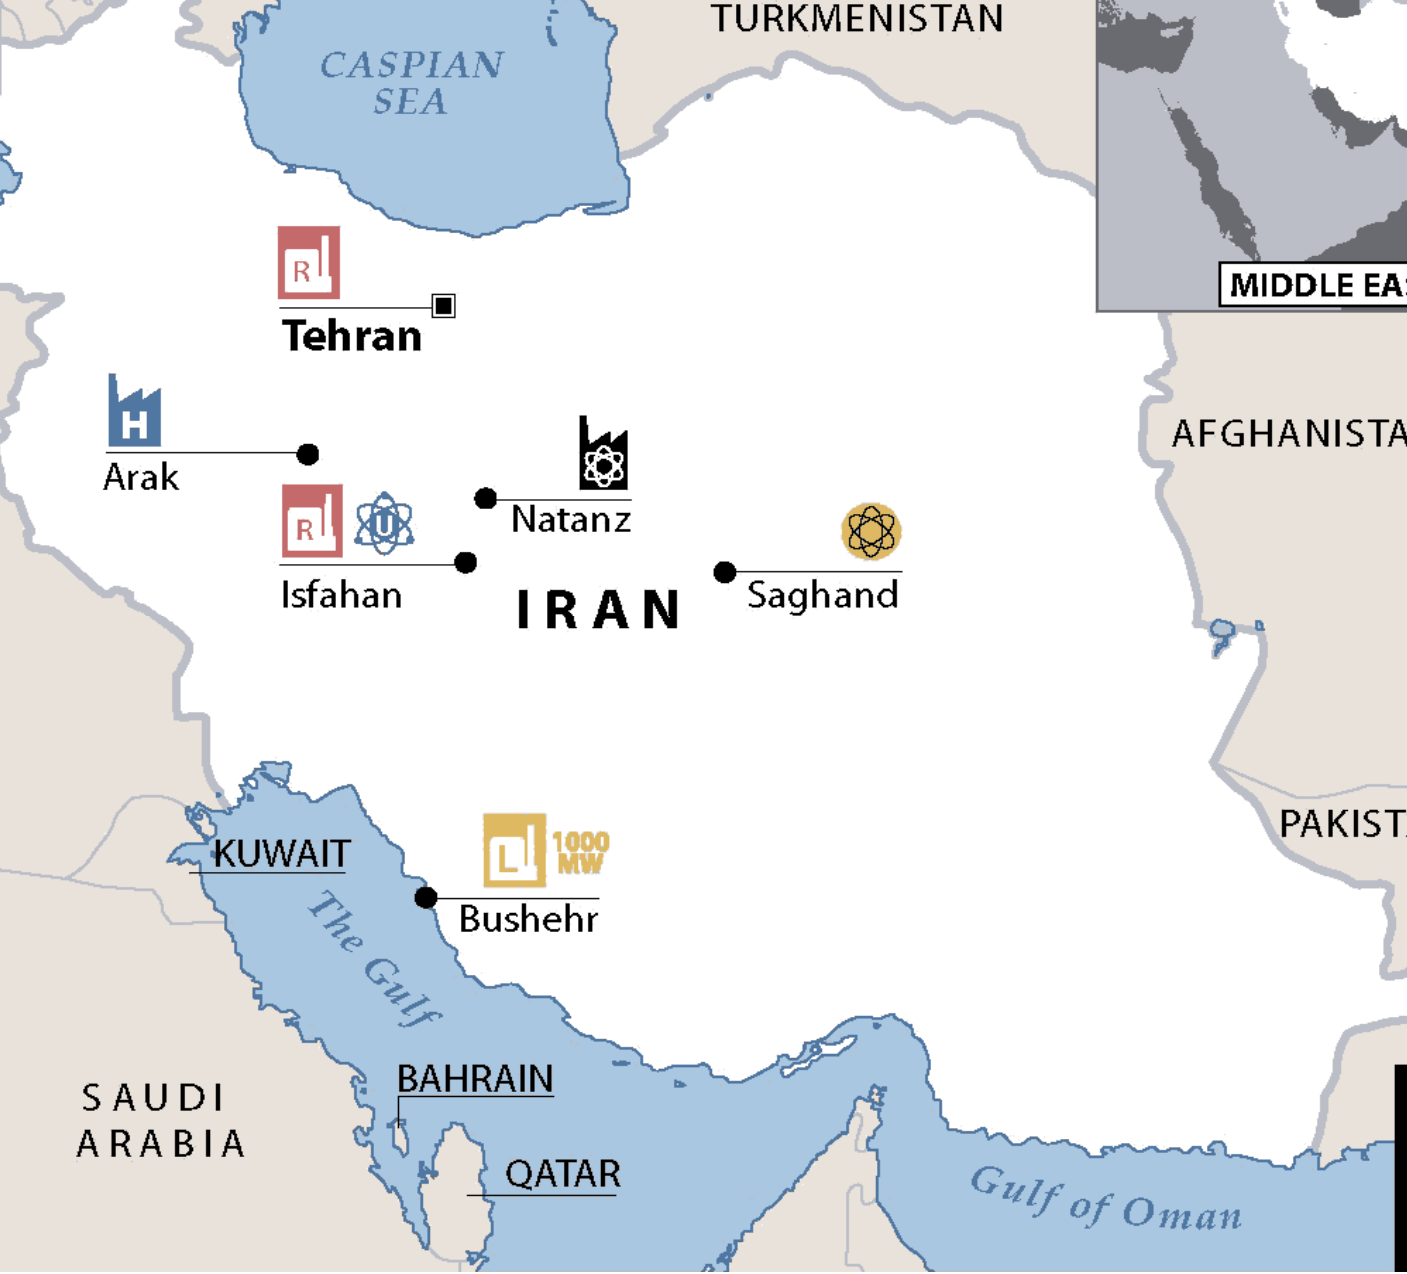 TURKMENISTAN
CASPIAN
SEA
MIDDLE EA
R
Tehran
H
Arak
AFGHANISTA
R
U
Natanz
Isfahan
Saghand
IRAN
PAKIST
KUWAIT
L
1000
MW
Bushehr
The Gulf
BAHRAIN
SAUDI
ARABIA
QATAR
Gulf of Oman